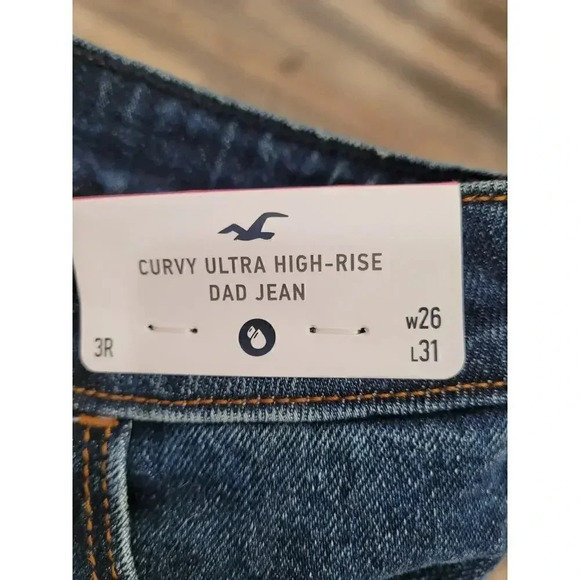 CURVY ULTRA HIGH-RISE
DAD JEAN
3R
W26
L31